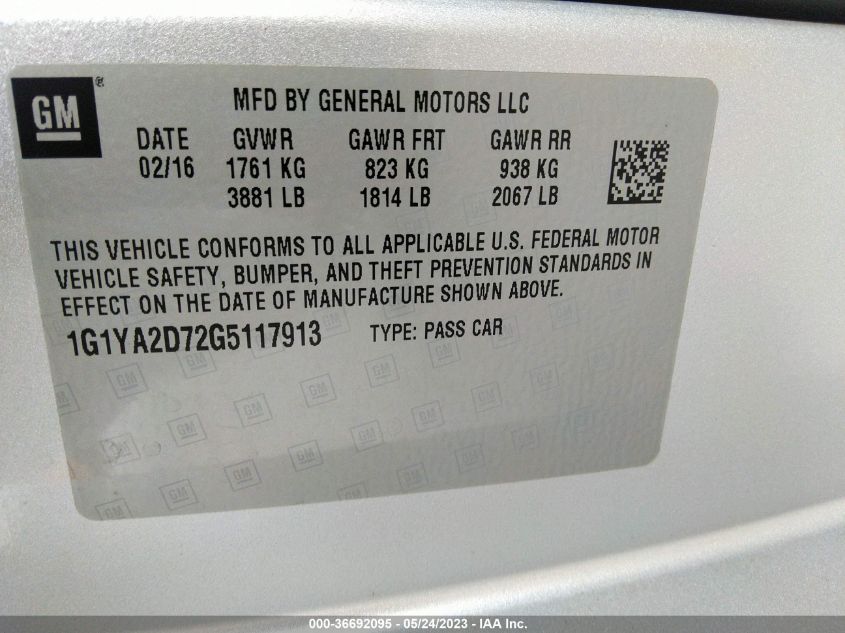 GM ®
MFD BY GENERAL MOTORS LLC
DATE GVWR GAWR FRT GAWR RR
02/16 1761 KG 823 KG 938 KG
3881 LB 1814 LB 2067 LB
THIS VEHICLE CONFORMS TO ALL APPLICABLE U.S. FEDERAL MOTOR
VEHICLE SAFETY, BUMPER, AND THEFT PREVENTION STANDARDS IN
EFFECT ON THE DATE OF MANUFACTURE SHOWN ABOVE.
1G1YA2D72G5117913 TYPE: PASS CAR
000-36692095 - 05/24/2023 - IAA Inc.